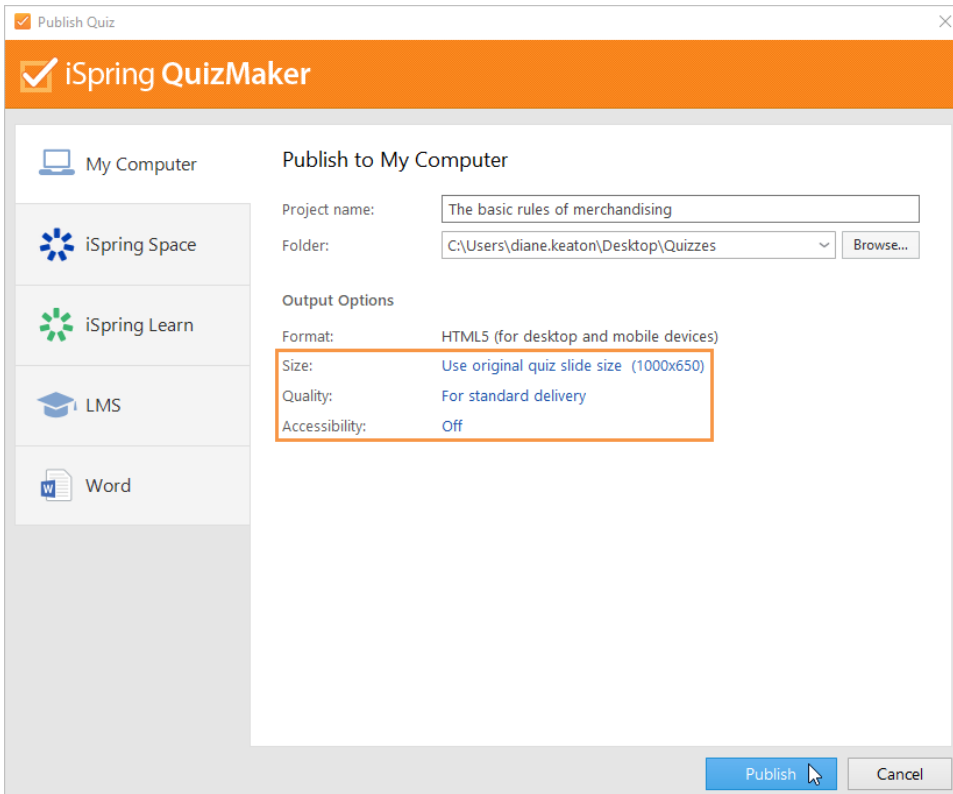 Publish Quiz
iSpring QuizMaker
My Computer
iSpring Space
iSpring Learn
LMS
W
Word
Publish to My Computer
Project name: The basic rules of merchandising
Folder: C:\Users\diane.keaton\Desktop\Quizzes Browse...
Output Options
Format: HTML5 (for desktop and mobile devices)
Size: Use original quiz slide size (1000x650)
Quality: For standard delivery
Accessibility: Off
Publish Cancel